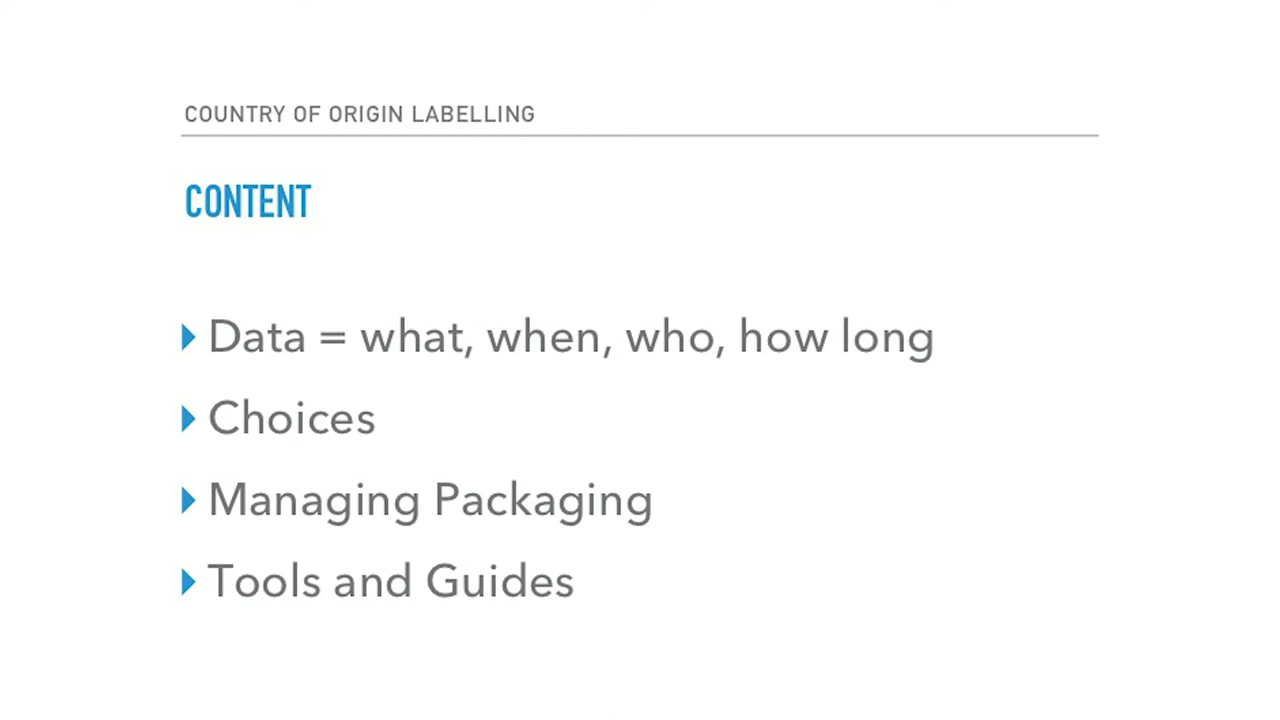 COUNTRY OF ORIGIN LABELLING
CONTENT
Data = what, when, who, how long
Choices
Managing Packaging
Tools and Guides